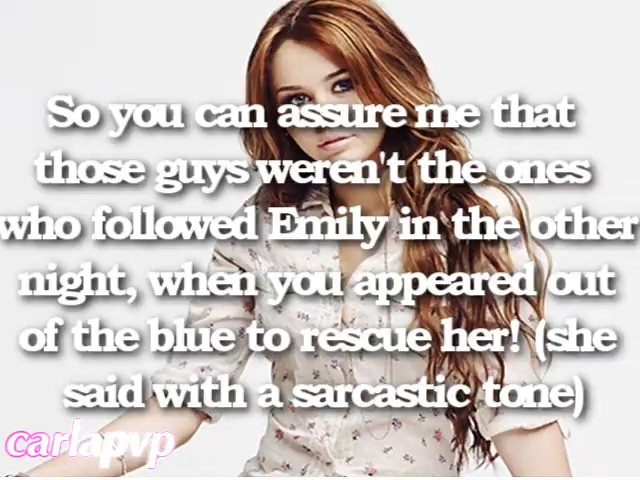 So you can assure me that
those guys weren't the ones
who followed Emily in the other
night, when you appeared out
of the blue to rescue her! (she
said with a sarcastic tone)
carlapvp